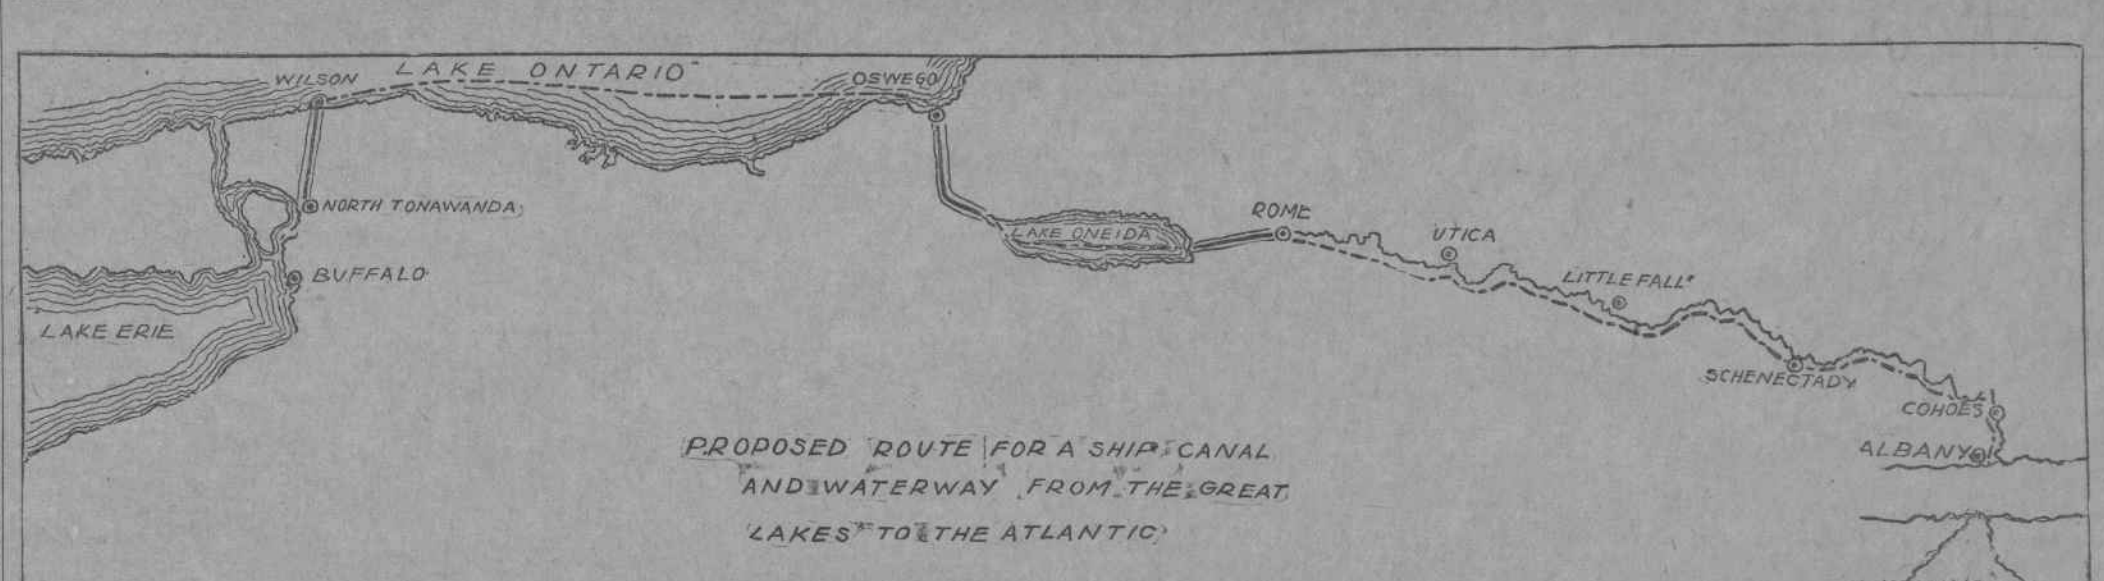 WILSON
LAKE ONTARIO
OSWEGO
NORTH TONAWANDA
BUFFALO
LAKE ERIE
LAKE ONEIDA
ROME
UTICA
LITTLE FALLS
SCHENECTADY
COHOES
ALBANY
PROPOSED ROUTE FOR A SHIP CANAL
AND WATERWAY FROM THE GREAT
LAKES TO THE ATLANTIC